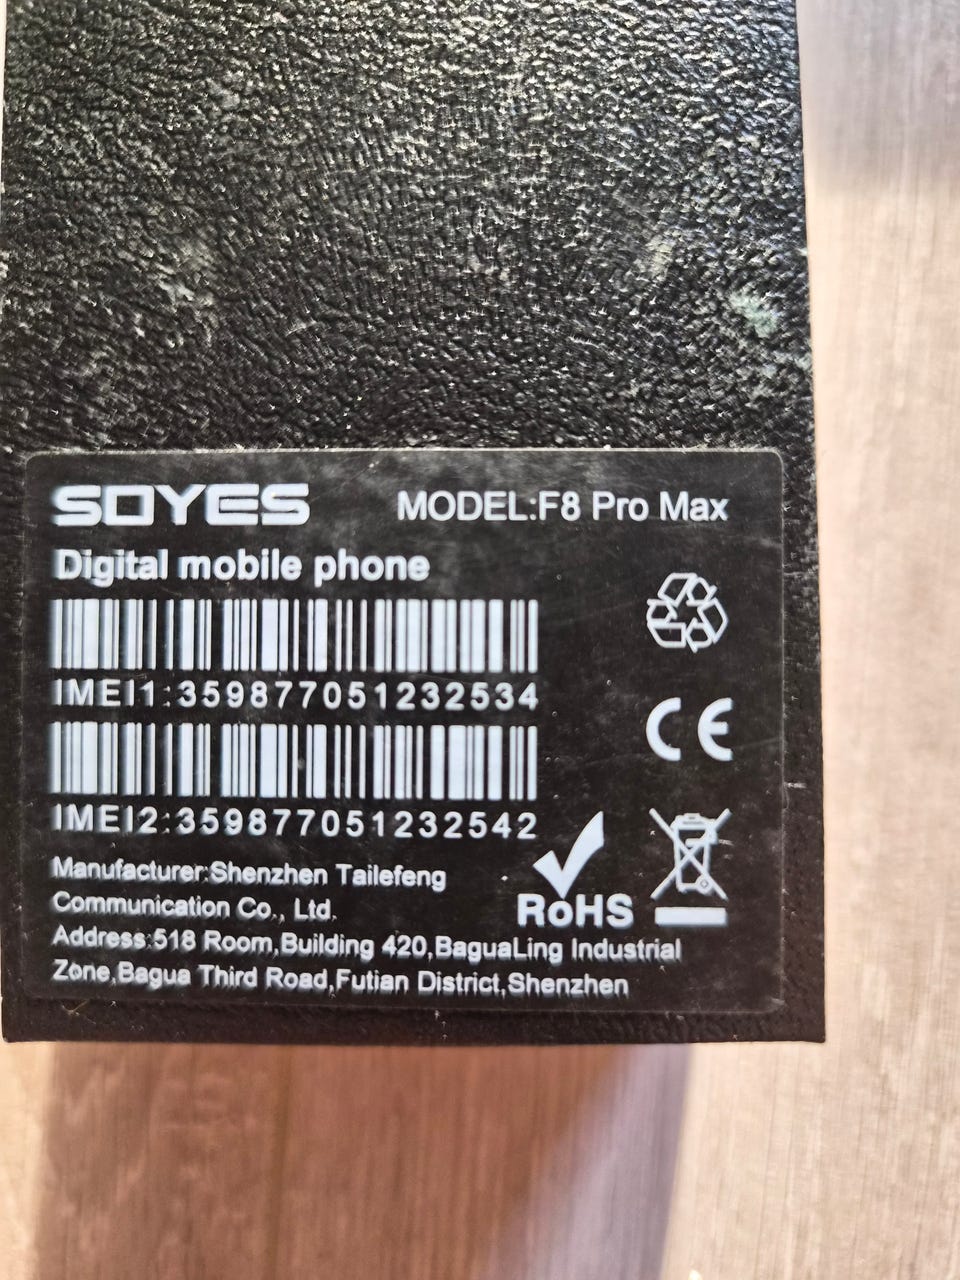 SOYES
MODEL:F8 Pro Max
Digital mobile phone
IMEI1:359877051232534
IMEI2:359877051232542
Manufacturer:Shenzhen Tailefeng
Communication Co., Ltd.
RoHS
Address:518 Room,Building 420,BaguaLing Industrial
Zone,Bagua Third Road,Futian District,Shenzhen
CE